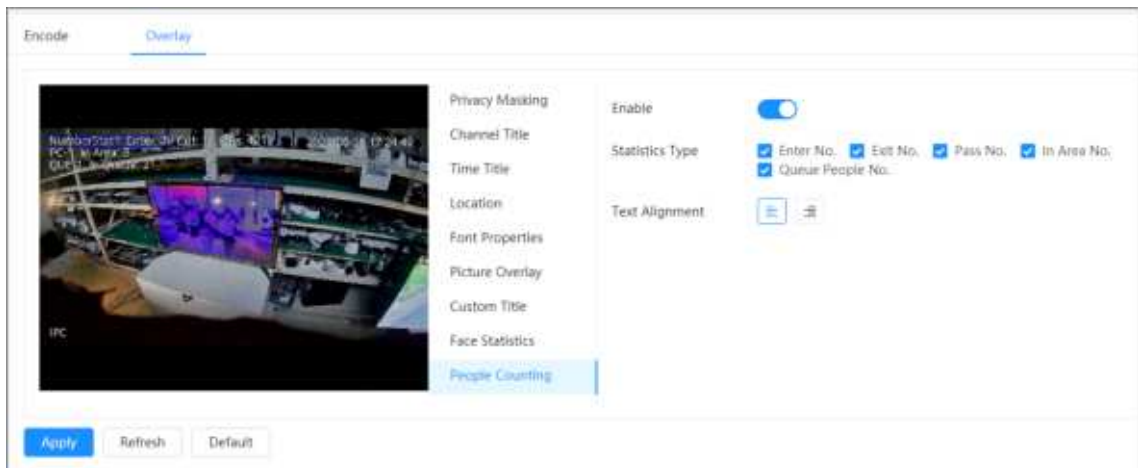 Encode Overlay
Privacy Masking
Channel Title
Time Title
Location
Font Properties
Picture Overlay
Custom Title
Face Statistics
People Counting
Enable
Statistics Type
Enter No. Exit No. Pass No. In Area No.
Queue People No.
Text Alignment
IPC
Apply Refresh Default